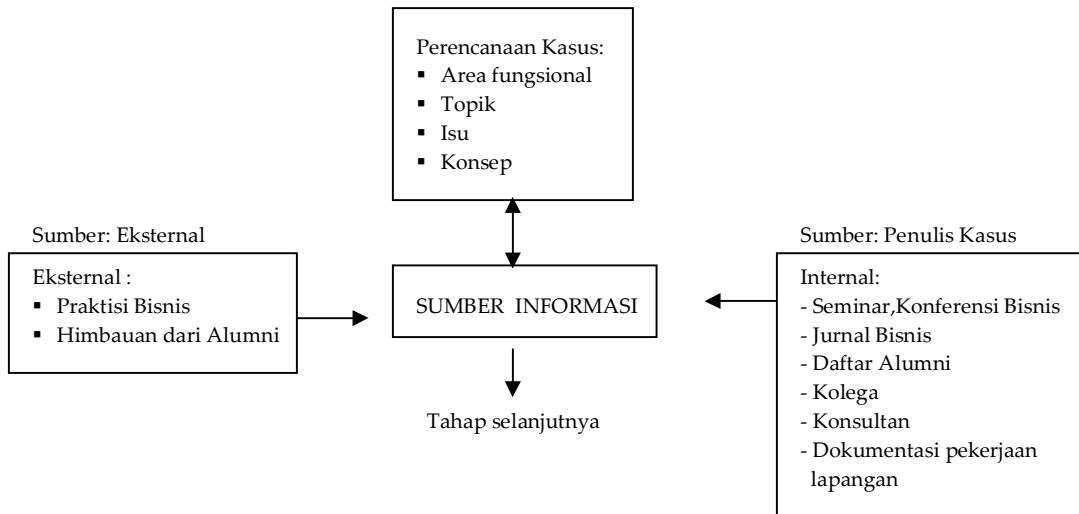 Perencanaan Kasus:
▪ Area fungsional
▪ Topik
▪ Isu
▪ Konsep
Sumber: Eksternal
Eksternal :
▪ Praktisi Bisnis
▪ Himbauan dari Alumni
SUMBER INFORMASI
Tahap selanjutnya
Sumber: Penulis Kasus
Internal:
- Seminar,Konferensi Bisnis
- Jurnal Bisnis
- Daftar Alumni
- Kolega
- Konsultan
- Dokumentasi pekerjaan
lapangan